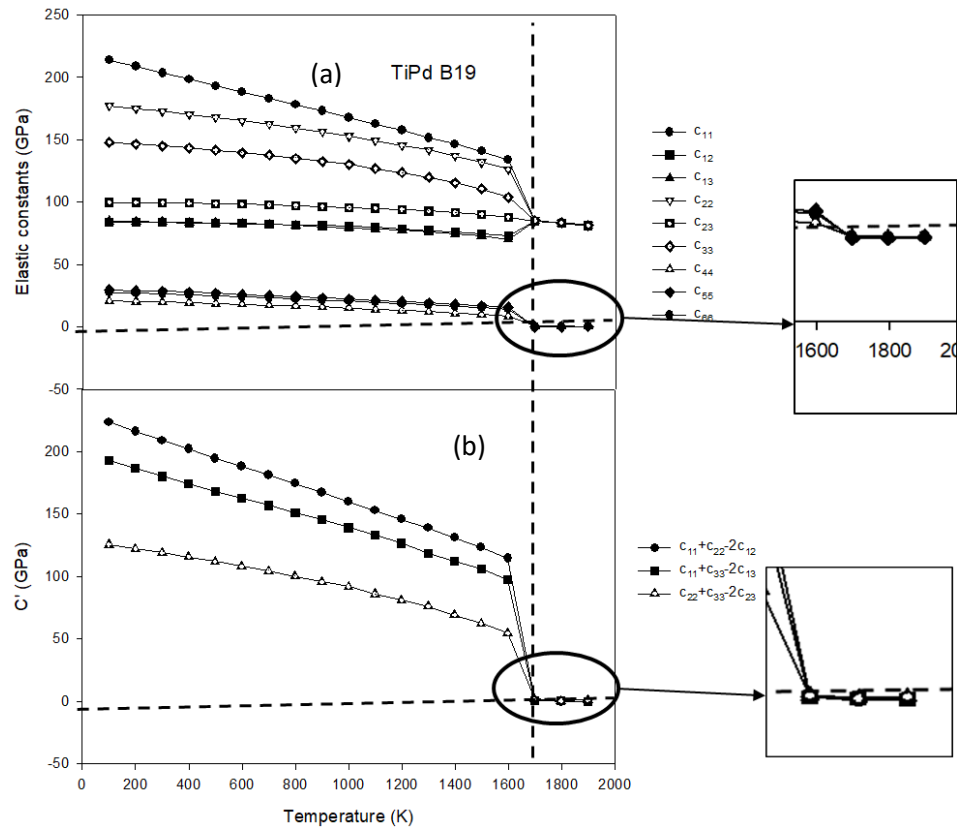 250
200
150
100
50
0
-50
Elastic constants (GPa)
(a)
TiPd B19
c11
c12
c13
c22
c23
c33
c44
c55
c66
1600 1800 20
200
150
100
50
0
-50
C' (GPa)
(b)
c11+c22-2c12
c11+c33-2c13
c22+c33-2c23
0 200 400 600 800 1000 1200 1400 1600 1800 2000
Temperature (K)